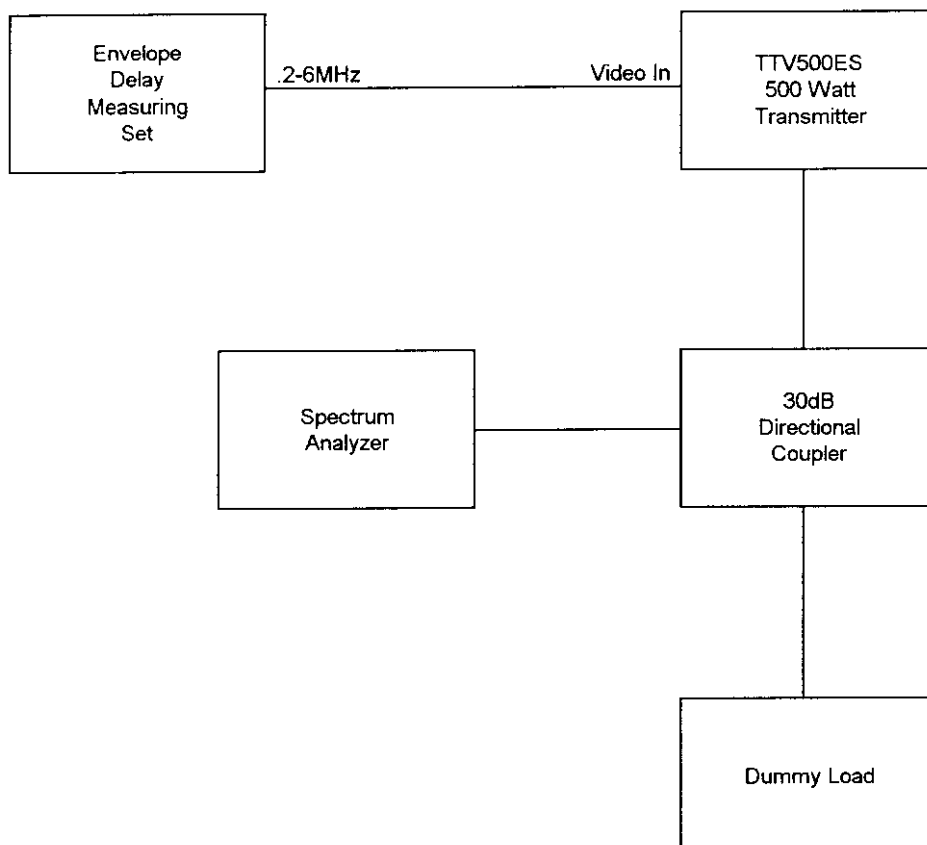 Envelope
Delay
Measuring
Set
.2-6MHz
Video In
TTV500ES
500 Watt
Transmitter
Spectrum
Analyzer
30dB
Directional
Coupler
Dummy Load